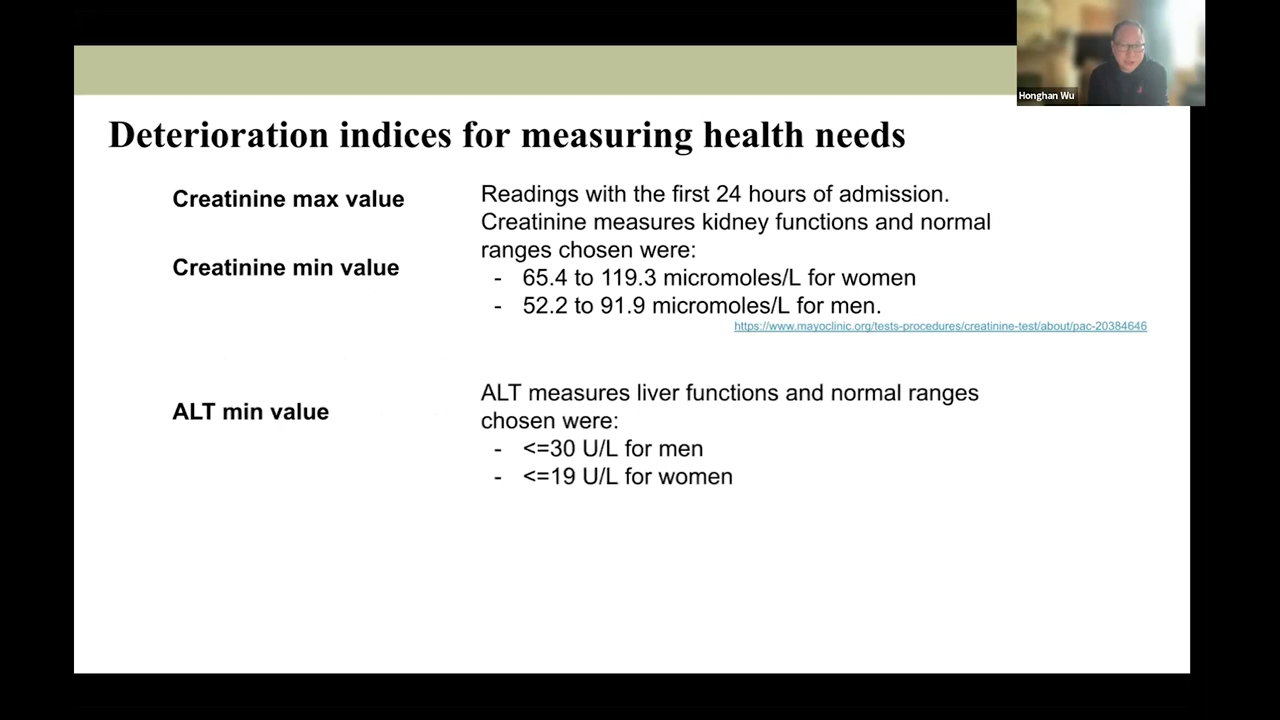 Honghan Wu
Deterioration indices for measuring health needs
Creatinine max value
Creatinine min value
Readings with the first 24 hours of admission.
Creatinine measures kidney functions and normal
ranges chosen were:
- 65.4 to 119.3 micromoles/L for women
- 52.2 to 91.9 micromoles/L for men.
https://www.mayoclinic.org/tests-procedures/creatinine-test/about/pac-20384646
ALT min value
ALT measures liver functions and normal ranges
chosen were:
- <=30 U/L for men
- <=19 U/L for women